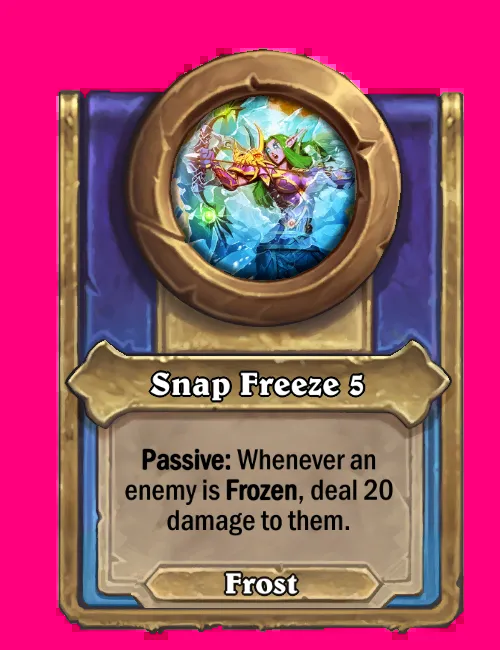 Snap Freeze 5
Passive: Whenever an
enemy is Frozen, deal 20
damage to them.
Frost